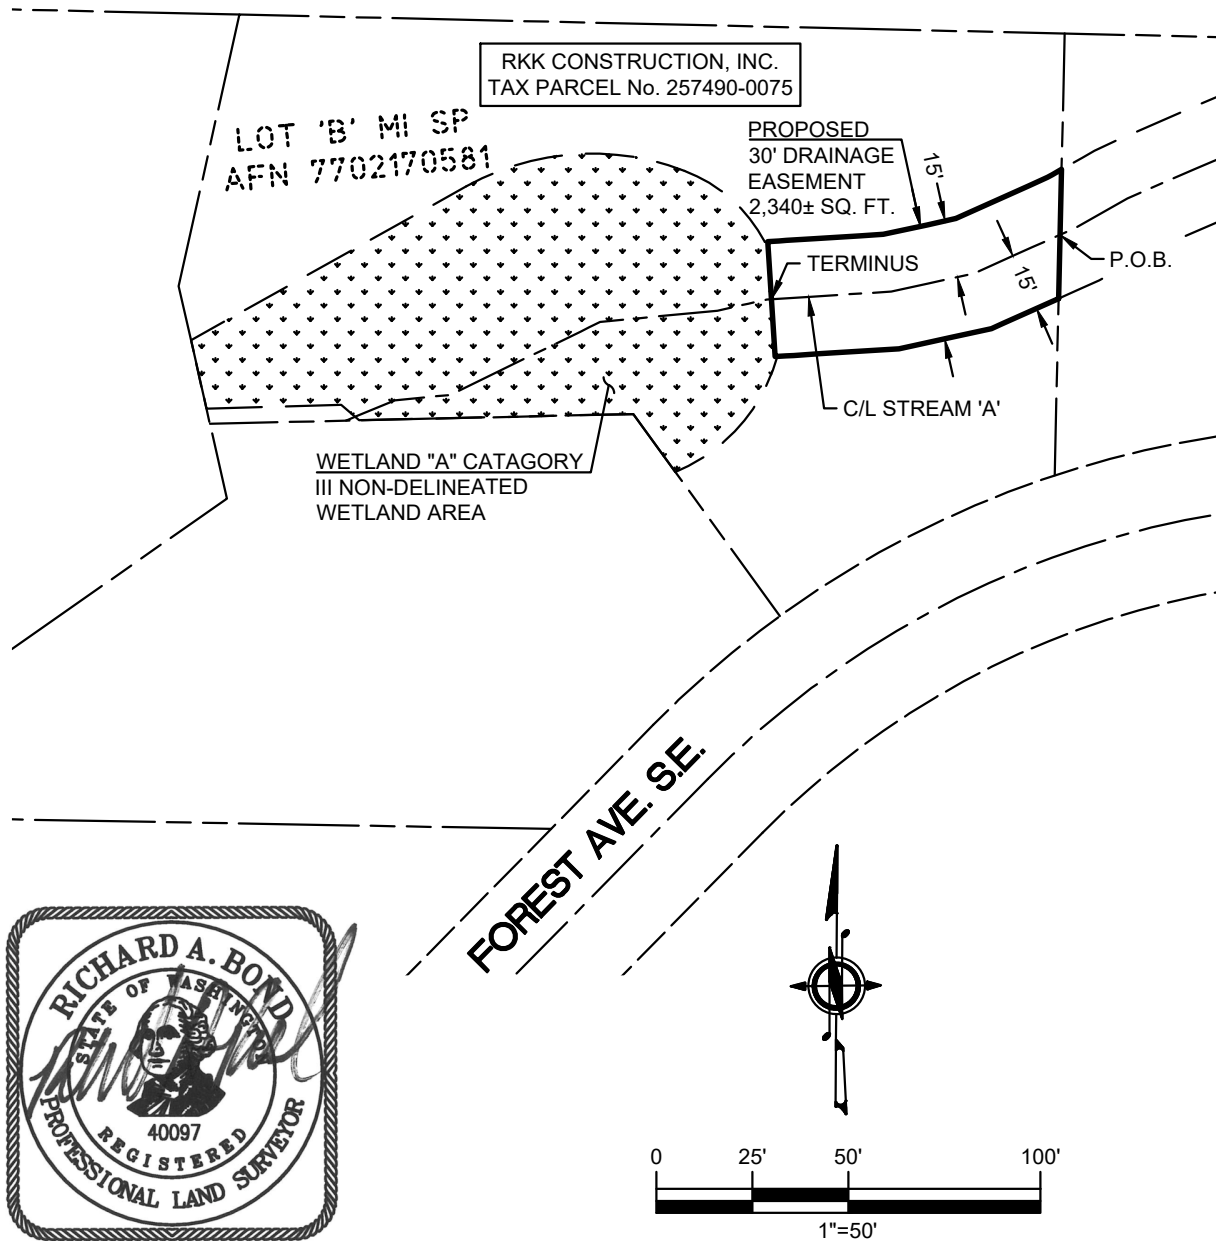 RKK CONSTRUCTION, INC.
TAX PARCEL No. 257490-0075
LOT 'B' MI SP
AFN 7702170581
PROPOSED
30' DRAINAGE
EASEMENT
2,340± SQ. FT.
15'
TERMINUS
15'
P.O.B.
C/L STREAM 'A'
WETLAND "A" CATAGORY
III NON-DELINEATED
WETLAND AREA
FOREST AVE. S.E.
RICHARD A. BOND
STATE OF WASHINGTON
40097
REGISTERED
PROFESSIONAL LAND SURVEYOR
0 25' 50' 100'
1"=50'